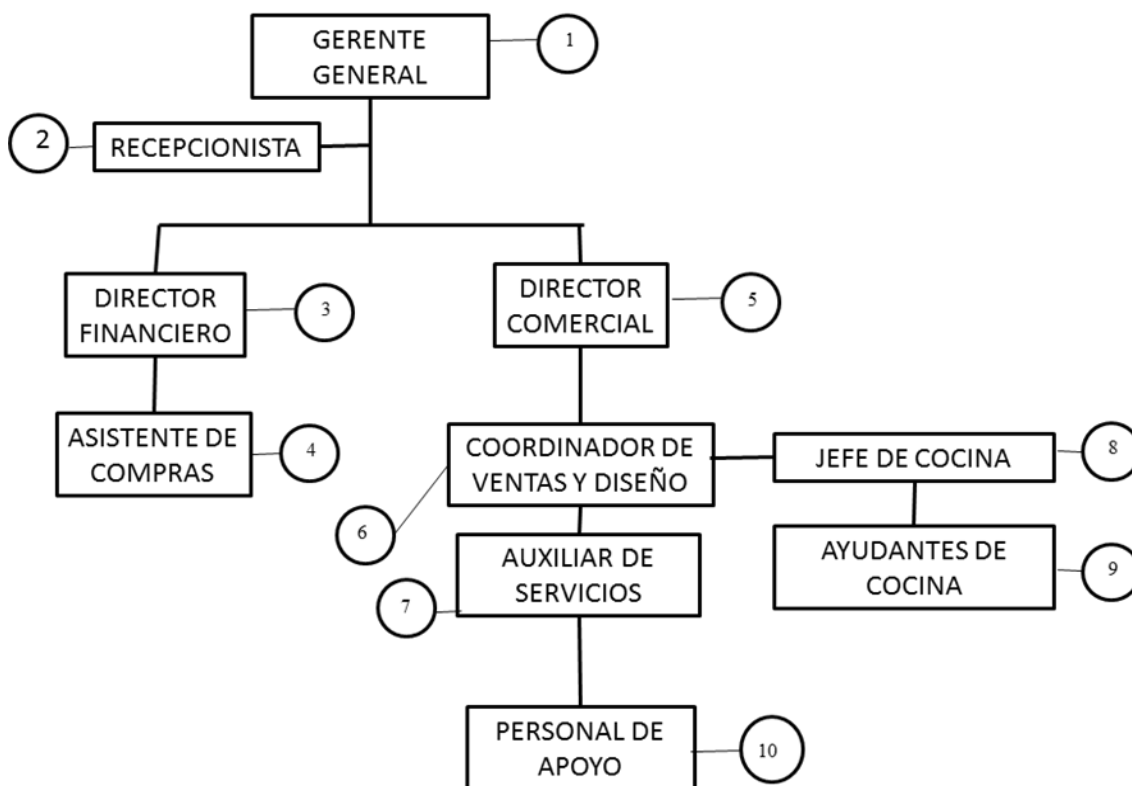 GERENTE
GENERAL
1
2
RECEPCIONISTA
DIRECTOR
FINANCIERO
3
DIRECTOR
COMERCIAL
5
ASISTENTE DE
COMPRAS
4
COORDINADOR DE
VENTAS Y DISEÑO
6
JEFE DE COCINA
8
AUXILIAR DE
SERVICIOS
7
AYUDANTES DE
COCINA
9
PERSONAL DE
APOYO
10